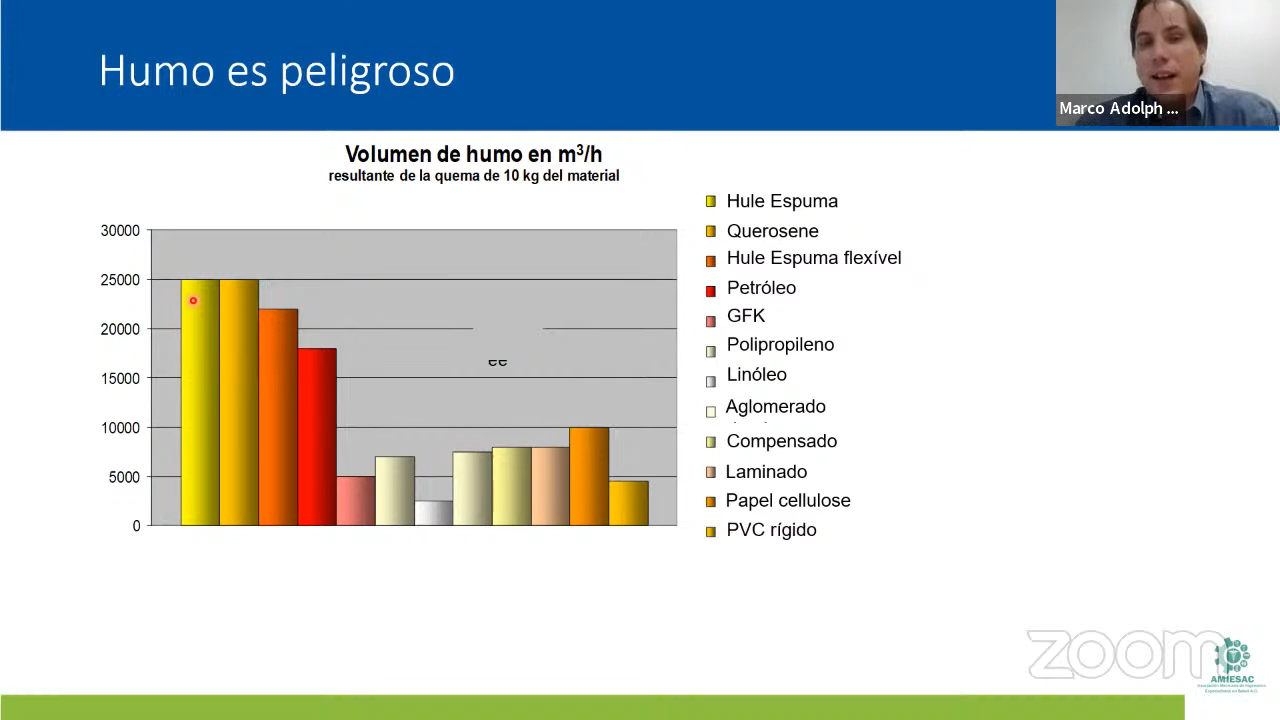 Humo es peligroso
Marco Adolph ...
Volumen de humo en m³/h
resultante de la quema de 10 kg del material
30000
25000
20000
15000
10000
5000
0
Hule Espuma
Querosene
Hule Espuma flexível
Petróleo
GFK
Polipropileno
Linóleo
Aglomerado
Compensado
Laminado
Papel cellulose
PVC rígido
zoom
AMIESAC